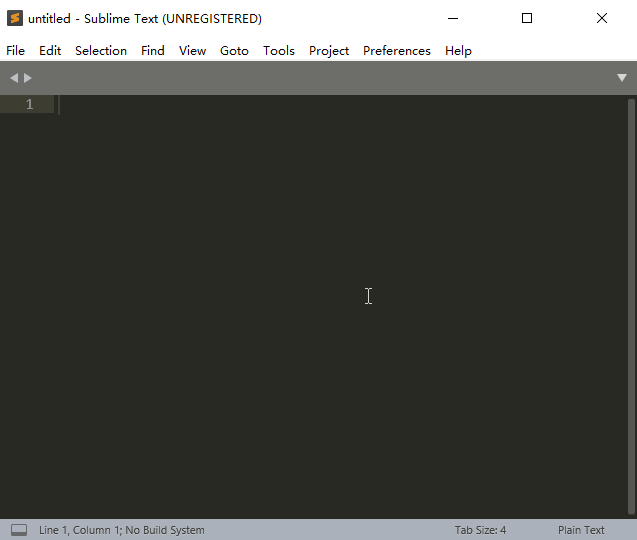 untitled - Sublime Text (UNREGISTERED)
File Edit Selection Find View Goto Tools Project Preferences Help
1
Line 1, Column 1; No Build System Tab Size: 4 Plain Text